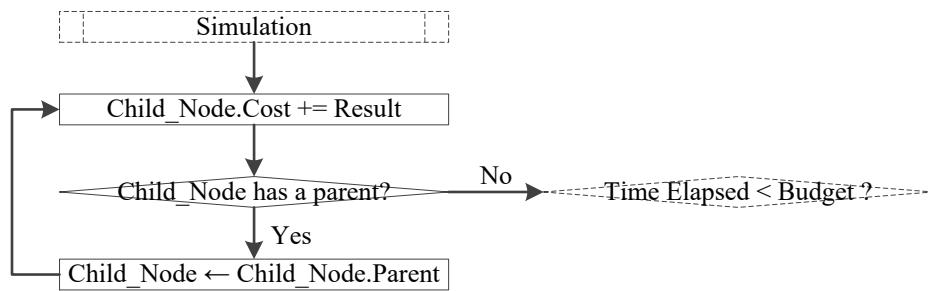 Simulation
Child_Node.Cost += Result
Child_Node has a parent?
No
Time Elapsed < Budget ?
Yes
Child_Node ← Child_Node.Parent